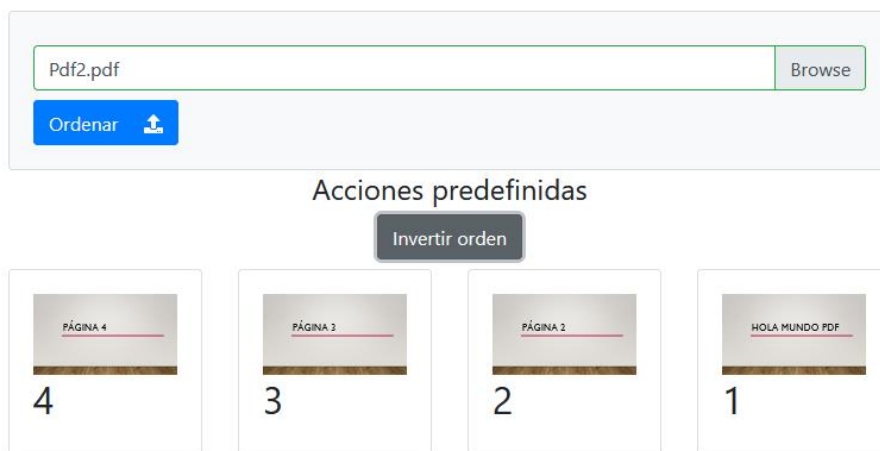 Pdf2.pdf
Browse
Ordenar
Acciones predefinidas
Invertir orden
PÁGINA 4
PÁGINA 3
PÁGINA 2
HOLA MUNDO PDF
4
3
2
1